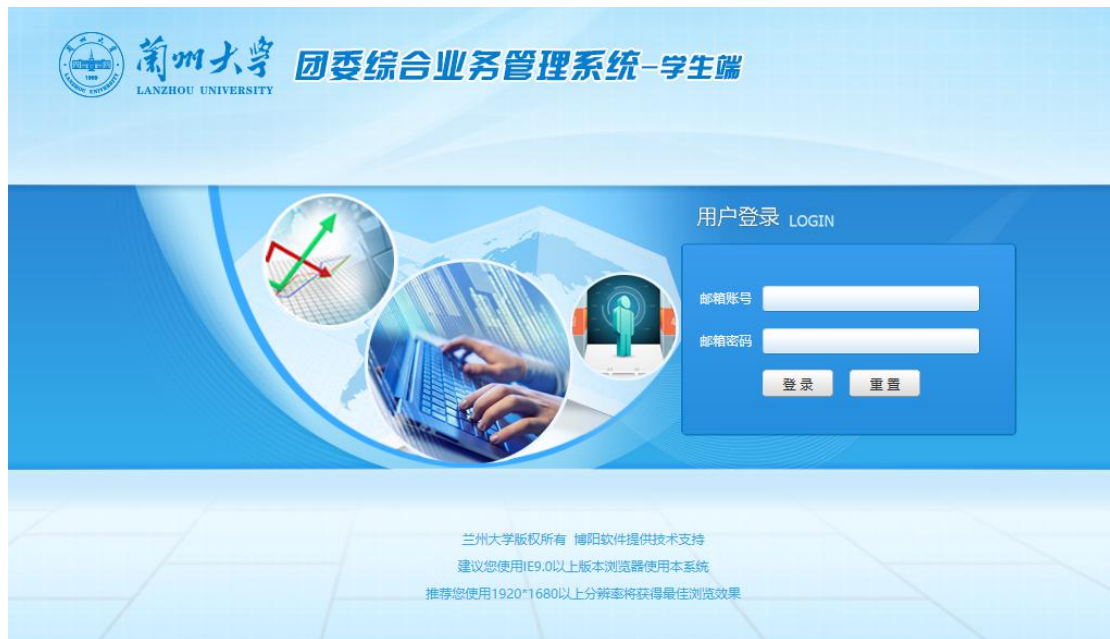 兰州大学
LANZHOU UNIVERSITY
团委综合业务管理系统-学生端
用户登录 LOGIN
邮箱账号
邮箱密码
登录 重置
兰州大学版权所有 博阳软件提供技术支持
建议您使用IE9.0以上版本浏览器使用本系统
推荐您使用1920*1680以上分辨率将获得最佳浏览效果